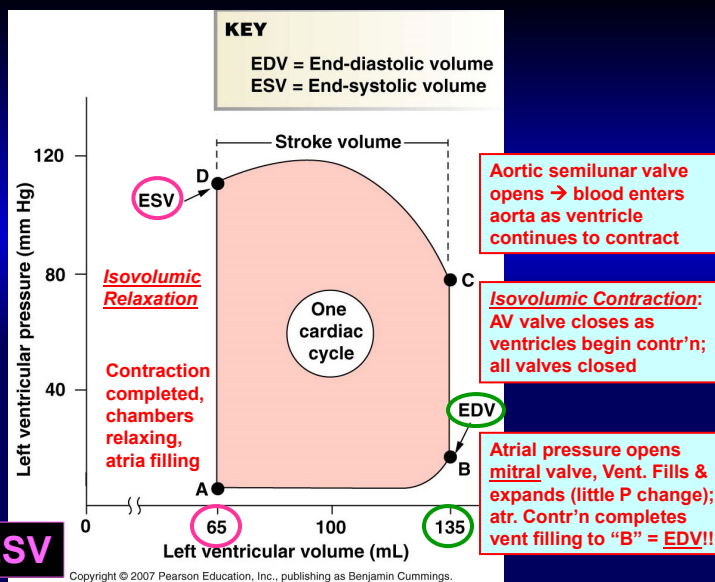 KEY
EDV = End-diastolic volume
ESV = End-systolic volume
Stroke volume
120
80
40
Left ventricular pressure (mm Hg)
D
ESV
Isovolumic
Relaxation
Contraction
completed,
chambers
relaxing,
atria filling
One
cardiac
cycle
C
EDV
B
A
0
65
100
135
Left ventricular volume (mL)
Aortic semilunar valve
opens → blood enters
aorta as ventricle
continues to contract
Isovolumic Contraction:
AV valve closes as
ventricles begin contr'n;
all valves closed
Atrial pressure opens
mitral valve, Vent. Fills &
expands (little P change);
atr. Contr'n completes
vent filling to "B" = EDV!!
SV
Copyright © 2007 Pearson Education, Inc., publishing as Benjamin Cummings.